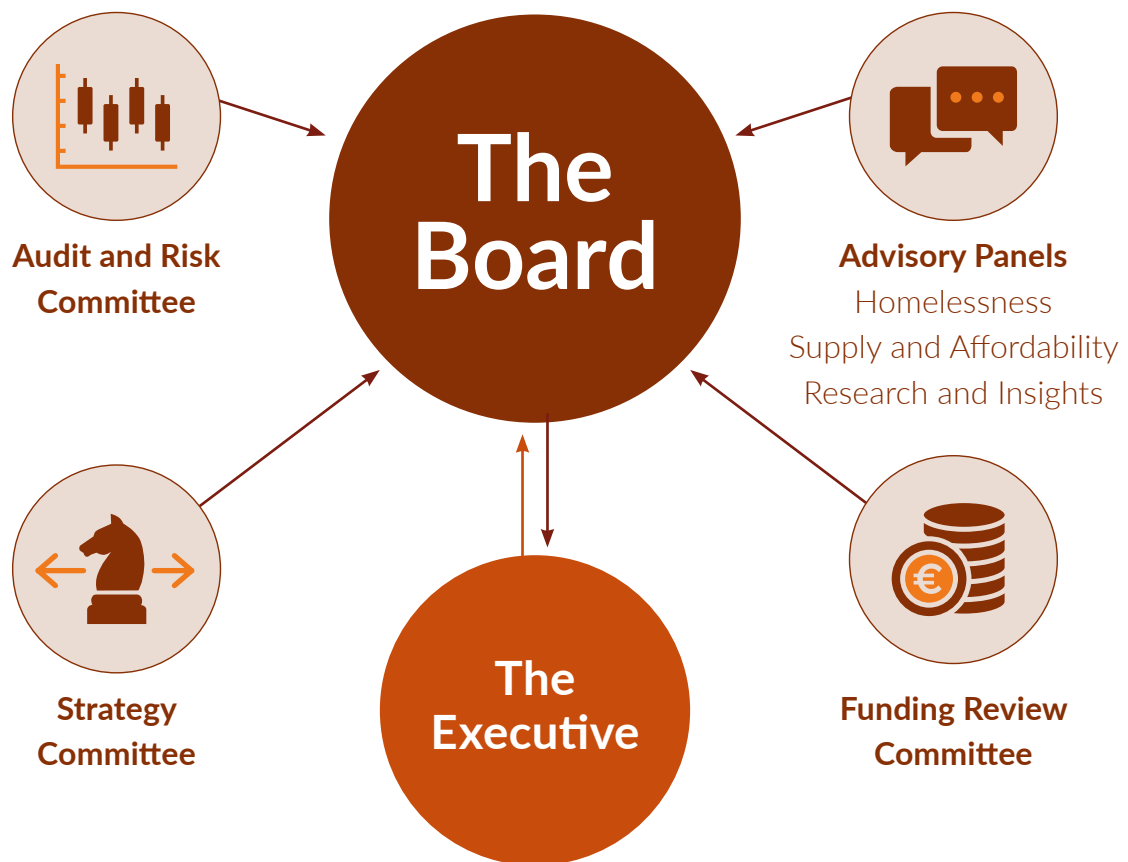 The
Board
Audit and Risk
Committee
Advisory Panels
Homelessness
Supply and Affordability
Research and Insights
Strategy
Committee
The
Executive
€
Funding Review
Committee